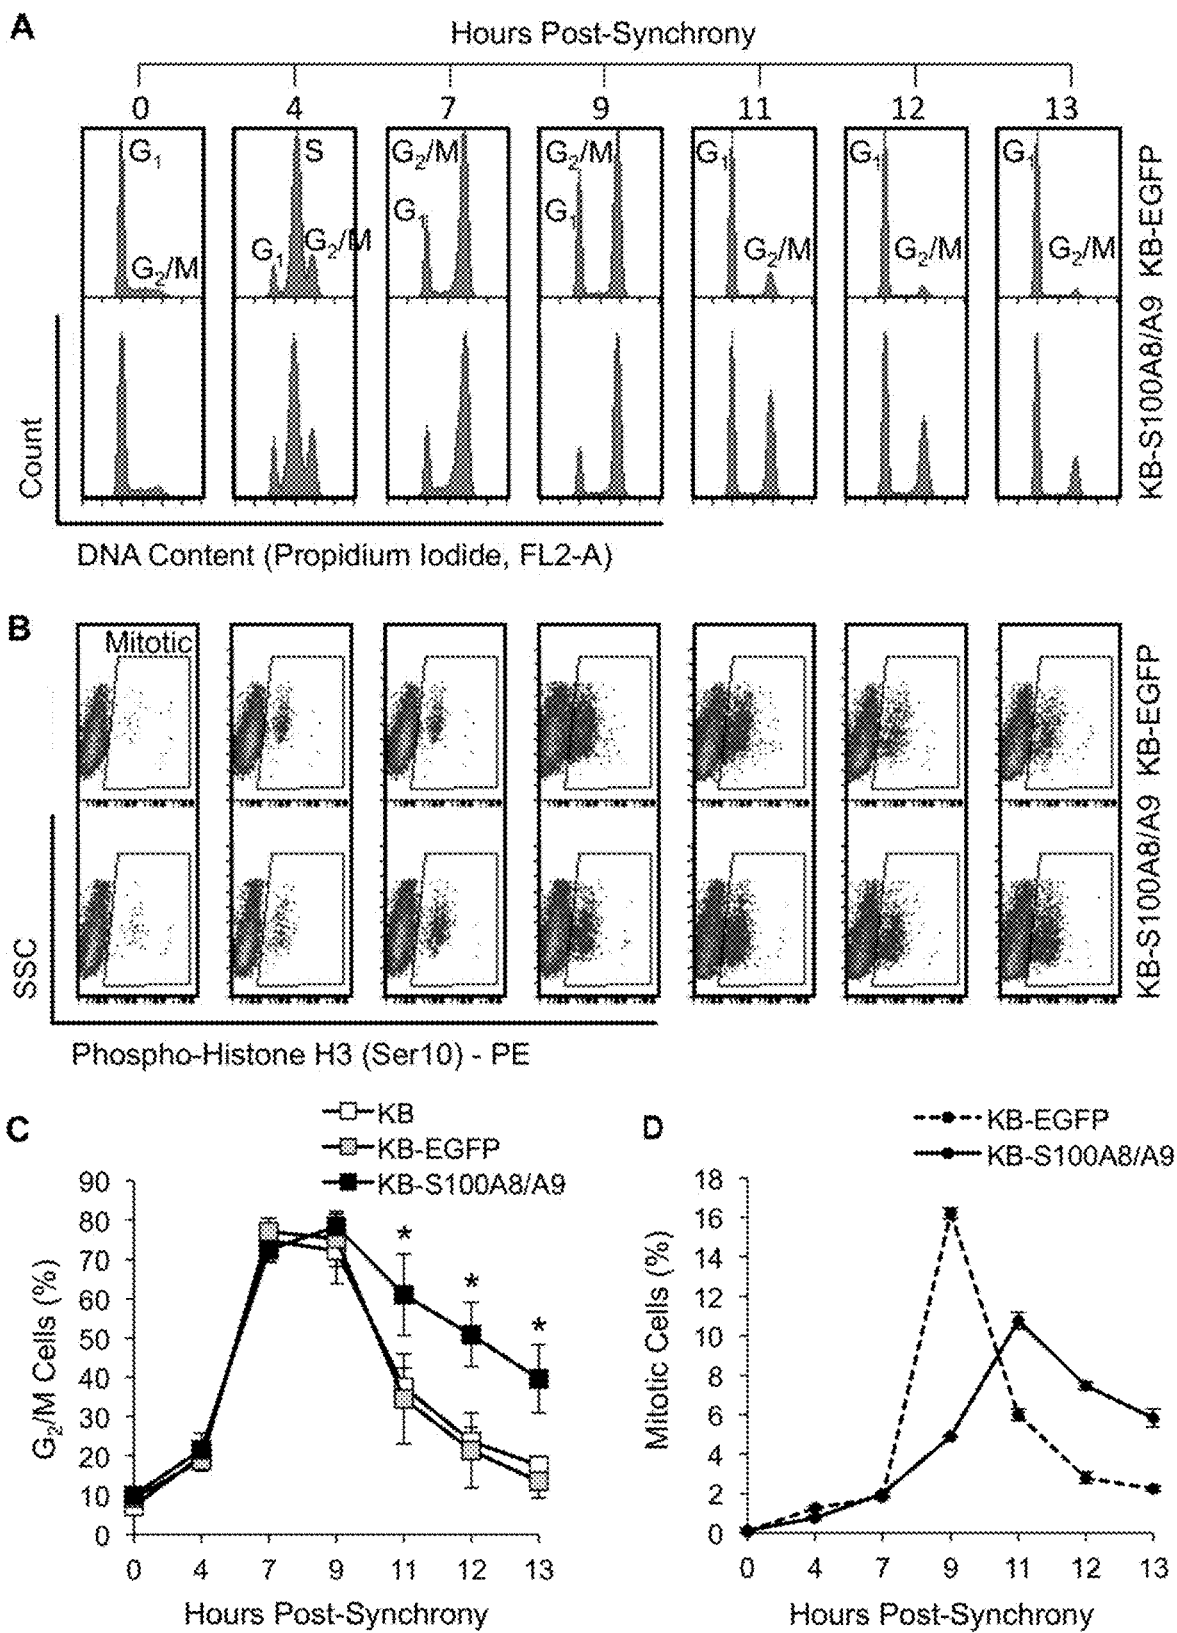 A
Hours Post-Synchrony
0 4 7 9 11 12 13
G1 S G2/M G2/M G1 G1 G1
G1 G1
G2/M G1 G2/M G2/M G2/M G2/M
KB-EGFP
KB-S100A8/A9
Count
DNA Content (Propidium Iodide, FL2-A)
B
Mitotic
KB-EGFP
KB-S100A8/A9
SSC
Phospho-Histone H3 (Ser10) - PE
C
KB
KB-EGFP
KB-S100A8/A9
90
80
70
60
50
40
30
20
10
0
* * *
G2/M Cells (%)
0 4 7 9 11 12 13
Hours Post-Synchrony
D
KB-EGFP
KB-S100A8/A9
18
16
14
12
10
8
6
4
2
0
Mitotic Cells (%)
0 4 7 9 11 12 13
Hours Post-Synchrony